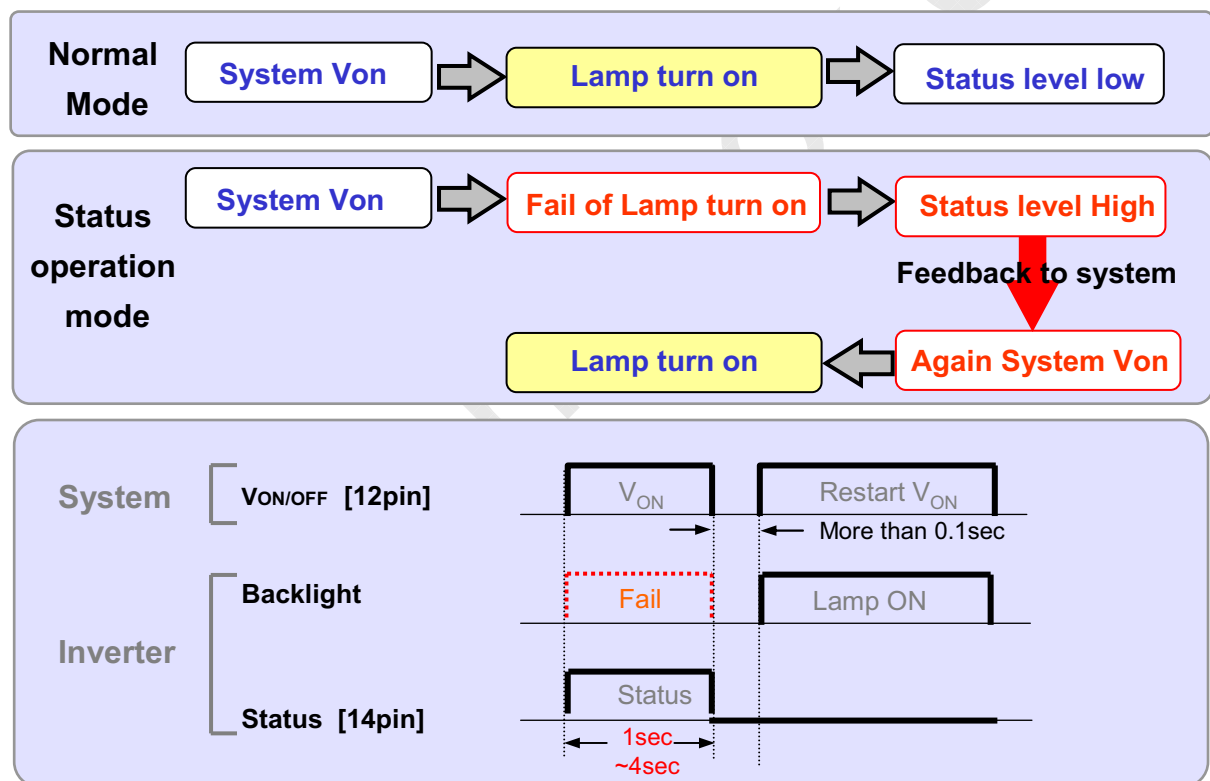 Normal
Mode
System Von
Lamp turn on
Status level low
Status
operation
mode
System Von
Fail of Lamp turn on
Status level High
Feedback to system
Lamp turn on
Again System Von
System
VON/OFF [12pin]
VON
Restart VON
More than 0.1sec
Inverter
Backlight
Fail
Lamp ON
Status [14pin]
Status
1sec
~4sec